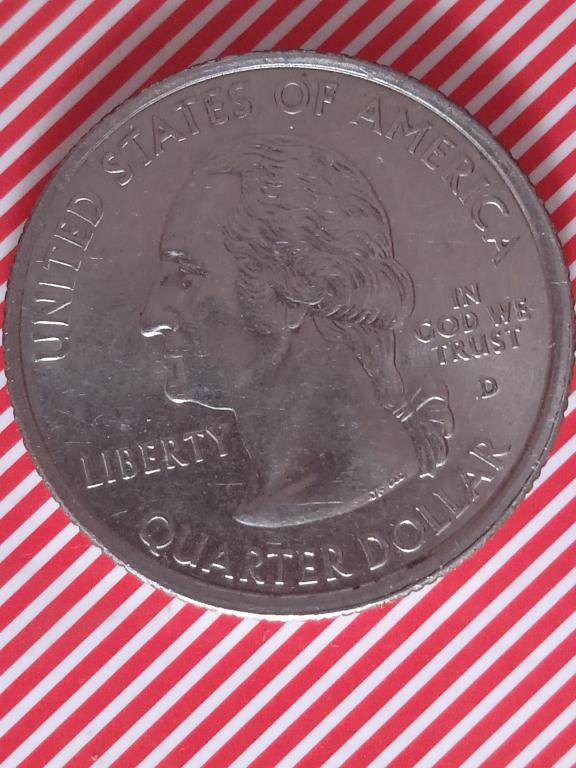 UNITED STATES OF AMERICA
LIBERTY
IN
GOD WE
TRUST
D
QUARTER DOLLAR